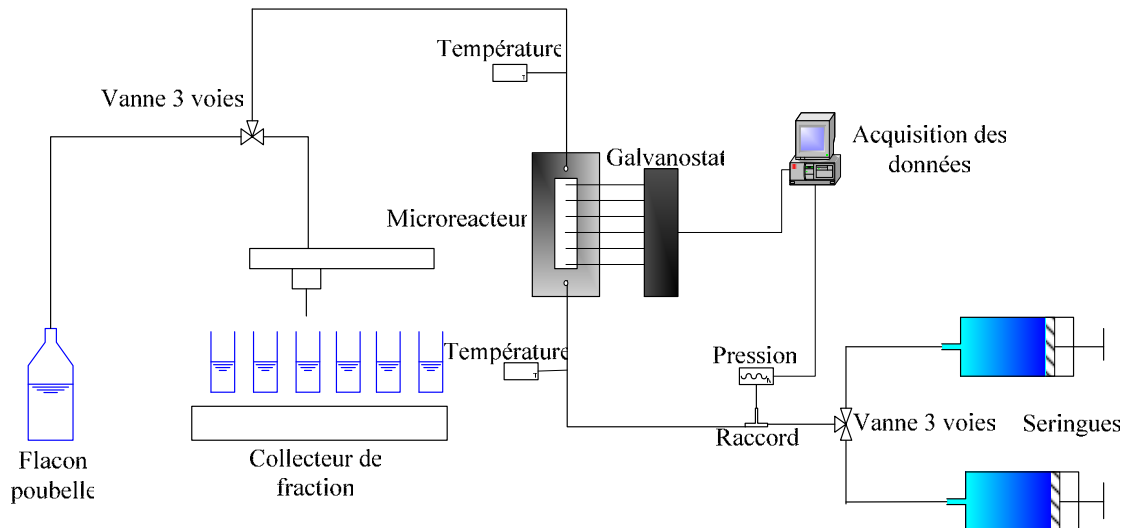 Température
Vanne 3 voies
Galvanostat
Acquisition des
données
Microreacteur
Température
Pression
Raccord
Vanne 3 voies
Seringues
Flacon
poubelle
Collecteur de
fraction
T
T